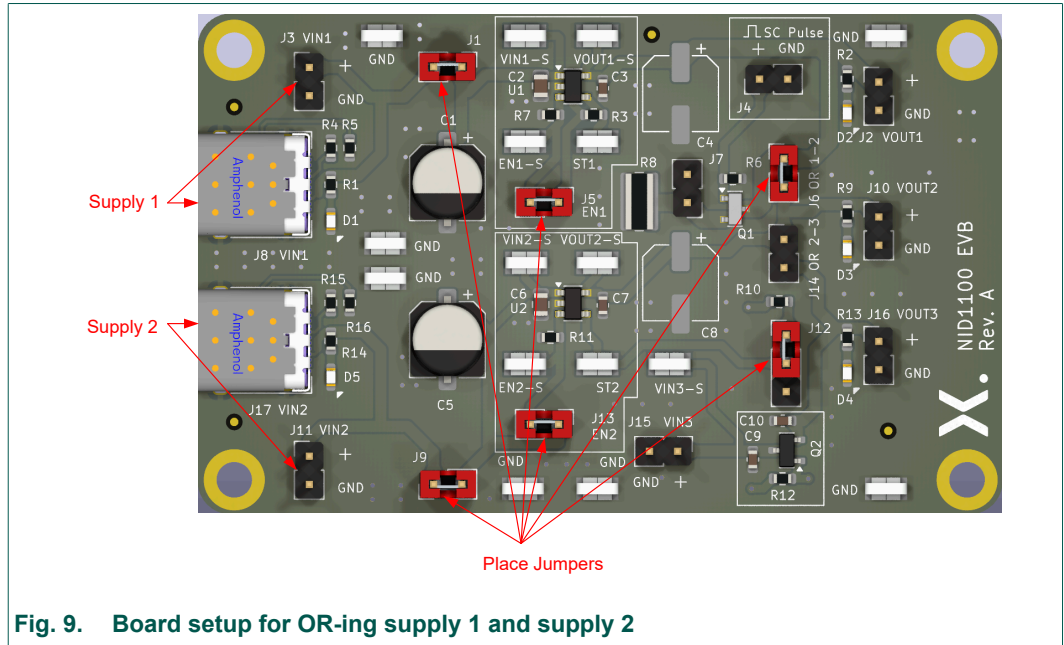 J3 VIN1
+
GND
GND
J1
VIN1-S
VOUT1-S
C2
U1
C3
R7
R3
EN1-S
ST1
+
C4
SC Pulse
+ GND
J4
GND
R2
+
GND
D2
J2 VOUT1
R4 R5
C1
+
Amphenol
R1
D1
J8 VIN1
Supply 1
J5
EN1
R8
J7
Q1
R6
J6 OR 1-2
R9
J10 VOUT2
+
GND
D3
GND
GND
VIN2-S
VOUT2-S
+
C8
J14 OR 2-3
R10
R15
Amphenol
R16
R14
D5
J17 VIN2
Supply 2
+
C5
C6
U2
C7
R11
EN2-S
ST2
VIN3-S
J12
R13
J16 VOUT3
+
GND
D4
NID1100 EVB
Rev. A
J11 VIN2
+
GND
J9
J13
EN2
GND
J15
VIN3
GND
GND +
C10
C9
Q2
R12
GND
Place Jumpers
Fig. 9. Board setup for OR-ing supply 1 and supply 2